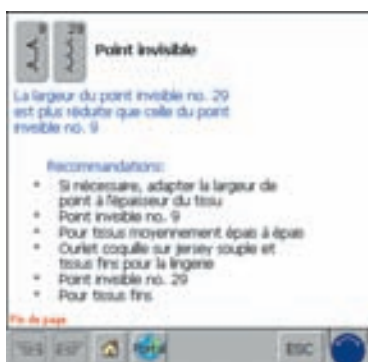 9 29
Point invisible
La largeur du point invisible no. 29
est plus réduite que celle du point
invisible no. 9
Recommandations:
* Si nécessaire, adapter la largeur de
point à l'épaisseur du tissu
* Point invisible no. 9
* Pour tissus moyennement épais à épais
* Ourlet coquille sur jersey souple et
tissus fins pour la lingerie
* Point invisible no. 29
* Pour tissus fins
Fin de page
ESC